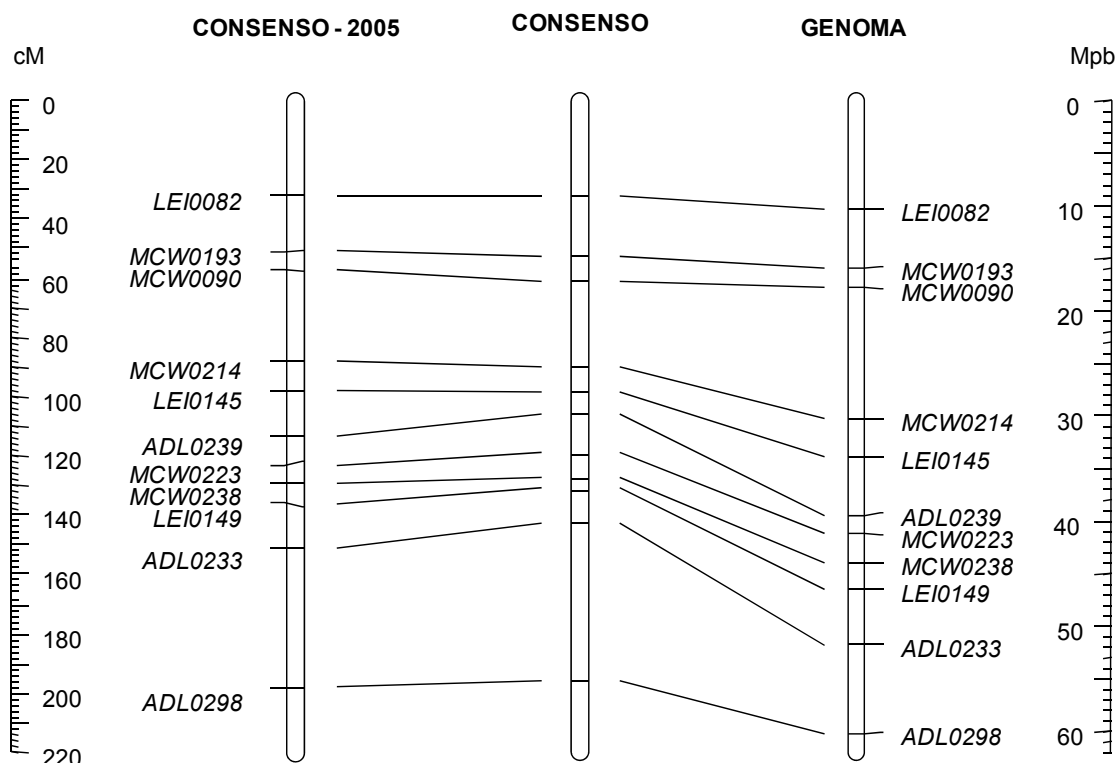 CONSENSO - 2005
CONSENSO
GENOMA
cM
Mpb
0
20
40
60
80
100
120
140
160
180
200
220
LEI0082
MCW0193
MCW0090
MCW0214
LEI0145
ADL0239
MCW0223
MCW0238
LEI0149
ADL0233
ADL0298
LEI0082
MCW0193
MCW0090
MCW0214
LEI0145
ADL0239
MCW0223
MCW0238
LEI0149
ADL0233
ADL0298
0
10
20
30
40
50
60